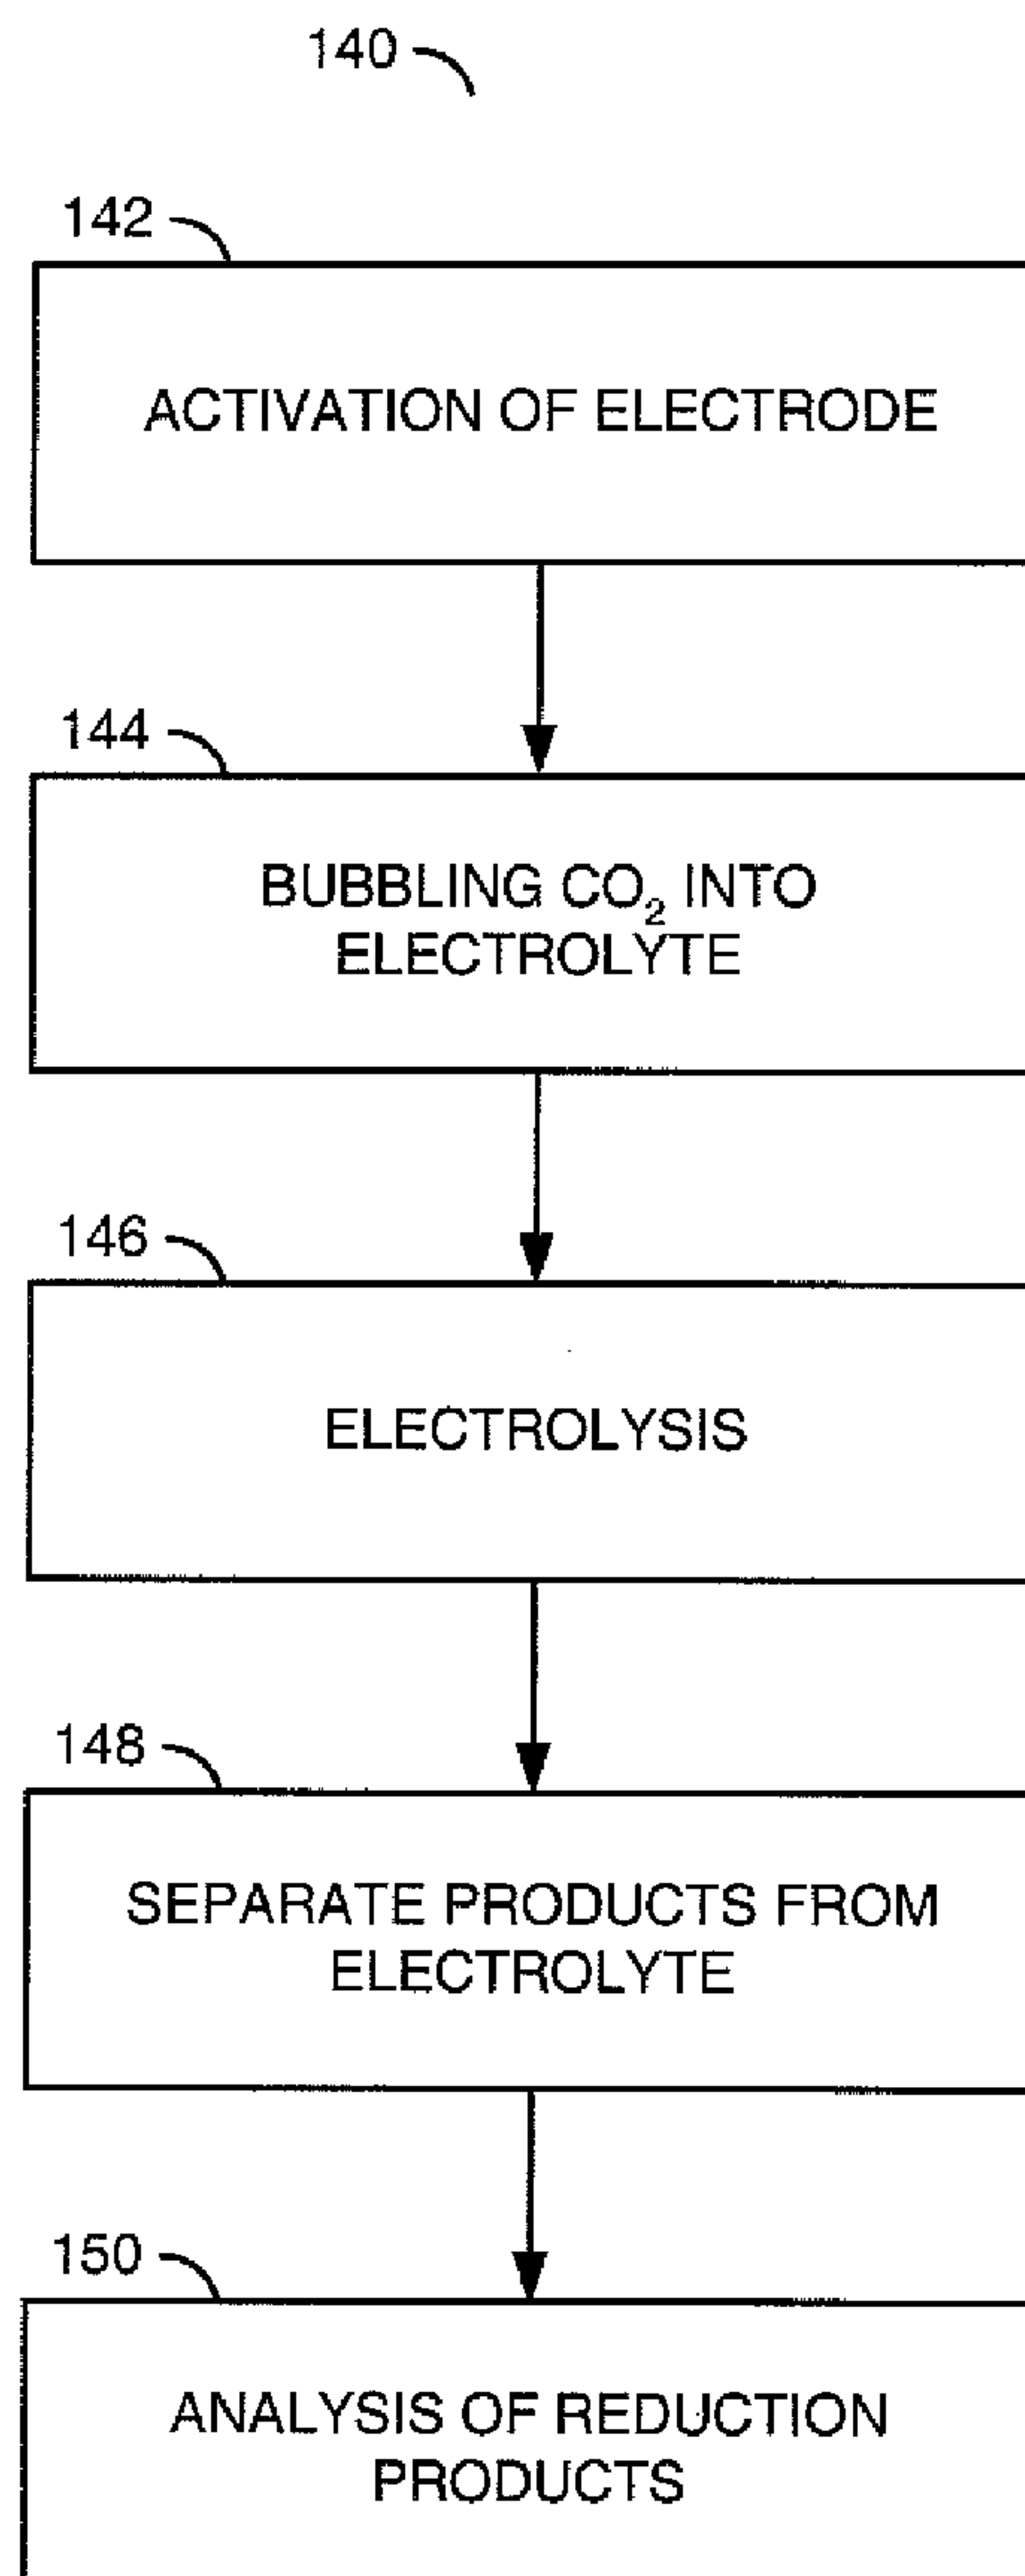 140
142
ACTIVATION OF ELECTRODE
144
BUBBLING CO₂ INTO
ELECTROLYTE
146
ELECTROLYSIS
148
SEPARATE PRODUCTS FROM
ELECTROLYTE
150
ANALYSIS OF REDUCTION
PRODUCTS